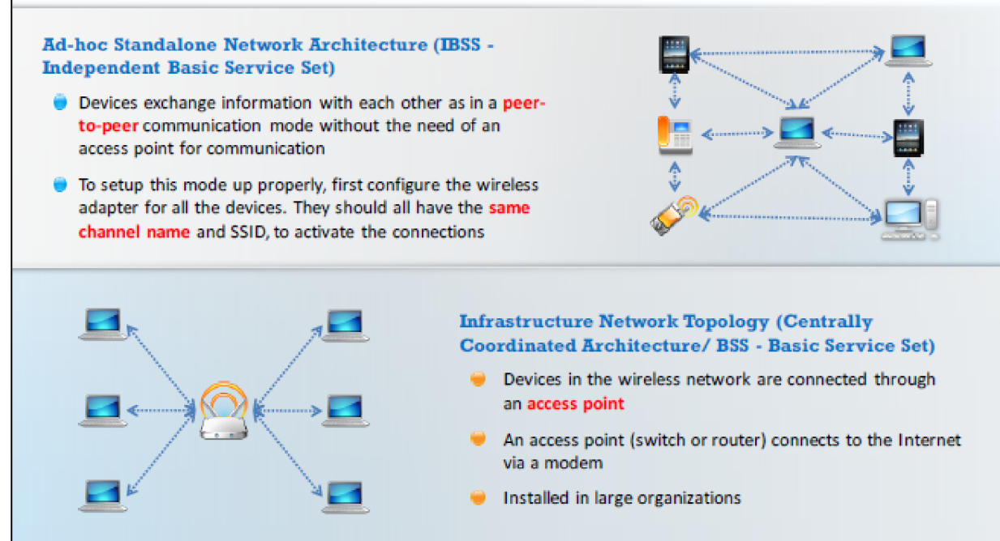 Ad-hoc Standalone Network Architecture (IBSS -
Independent Basic Service Set)
Devices exchange information with each other as in a peer-
to-peer communication mode without the need of an
access point for communication
To setup this mode up properly, first configure the wireless
adapter for all the devices. They should all have the same
channel name and SSID, to activate the connections
Infrastructure Network Topology (Centrally
Coordinated Architecture/ BSS - Basic Service Set)
Devices in the wireless network are connected through
an access point
An access point (switch or router) connects to the Internet
via a modem
Installed in large organizations